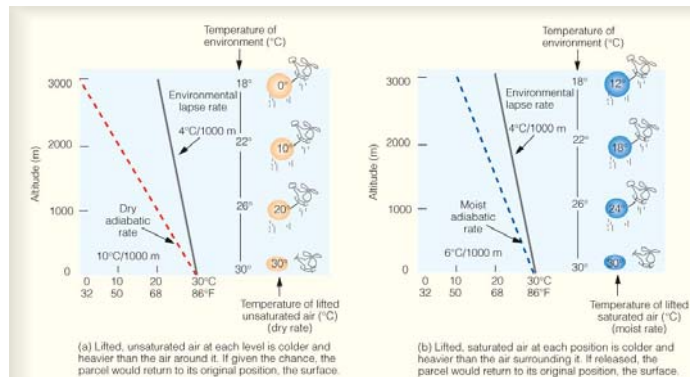 Temperature of
environment (°C)
3000
2000
1000
0
Altitude (m)
Environmental
lapse rate
4°C/1000 m
Dry
adiabatic
rate
10°C/1000 m
18°
22°
26°
30°
0°
10°
20°
30°
0 10 20 30°C
32 50 68 86°F
Temperature of lifted
unsaturated air (°C)
(dry rate)
(a) Lifted, unsaturated air at each level is colder and
heavier than the air around it. If given the chance, the
parcel would return to its original position, the surface.
Temperature of
environment (°C)
3000
2000
1000
0
Altitude (m)
Environmental
lapse rate
4°C/1000 m
Moist
adiabatic
rate
6°C/1000 m
18°
22°
26°
30°
12°
18°
24°
30°
0 10 20 30°C
32 50 68 86°F
Temperature of lifted
saturated air (°C)
(moist rate)
(b) Lifted, saturated air at each position is colder and
heavier than the air surrounding it. If released, the
parcel would return to its original position, the surface.